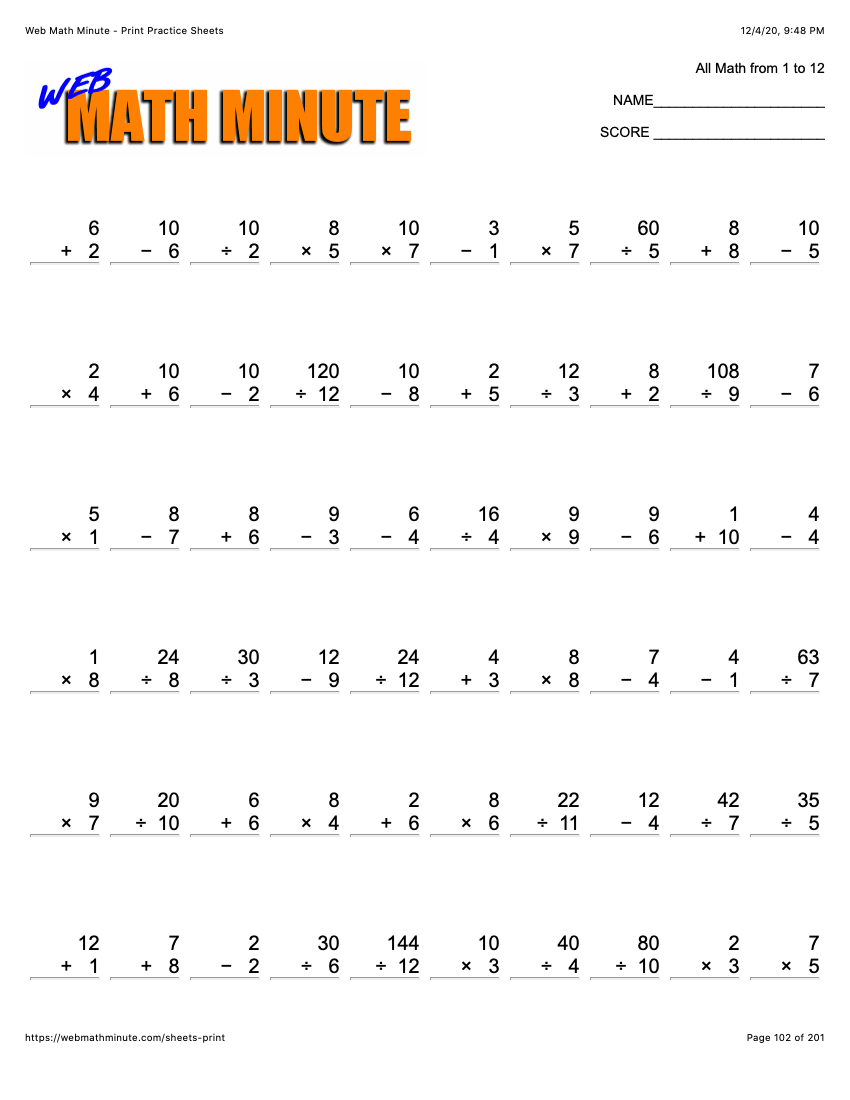 Web Math Minute - Print Practice Sheets 12/4/20, 9:48 PM
All Math from 1 to 12
WEB
MATH MINUTE
NAME______________________
SCORE ______________________
6 10 10 8 10 3 5 60 8 10
+ 2 − 6 ÷ 2 × 5 × 7 − 1 × 7 ÷ 5 + 8 − 5
2 10 10 120 10 2 12 8 108 7
× 4 + 6 − 2 ÷ 12 − 8 + 5 ÷ 3 + 2 ÷ 9 − 6
5 8 8 9 6 16 9 9 1 4
× 1 − 7 + 6 − 3 − 4 ÷ 4 × 9 − 6 + 10 − 4
1 24 30 12 24 4 8 7 4 63
× 8 ÷ 8 ÷ 3 − 9 ÷ 12 + 3 × 8 − 4 − 1 ÷ 7
9 20 6 8 2 8 22 12 42 35
× 7 ÷ 10 + 6 × 4 + 6 × 6 ÷ 11 − 4 ÷ 7 ÷ 5
12 7 2 30 144 10 40 80 2 7
+ 1 + 8 − 2 ÷ 6 ÷ 12 × 3 ÷ 4 ÷ 10 × 3 × 5
https://webmathminute.com/sheets-print Page 102 of 201